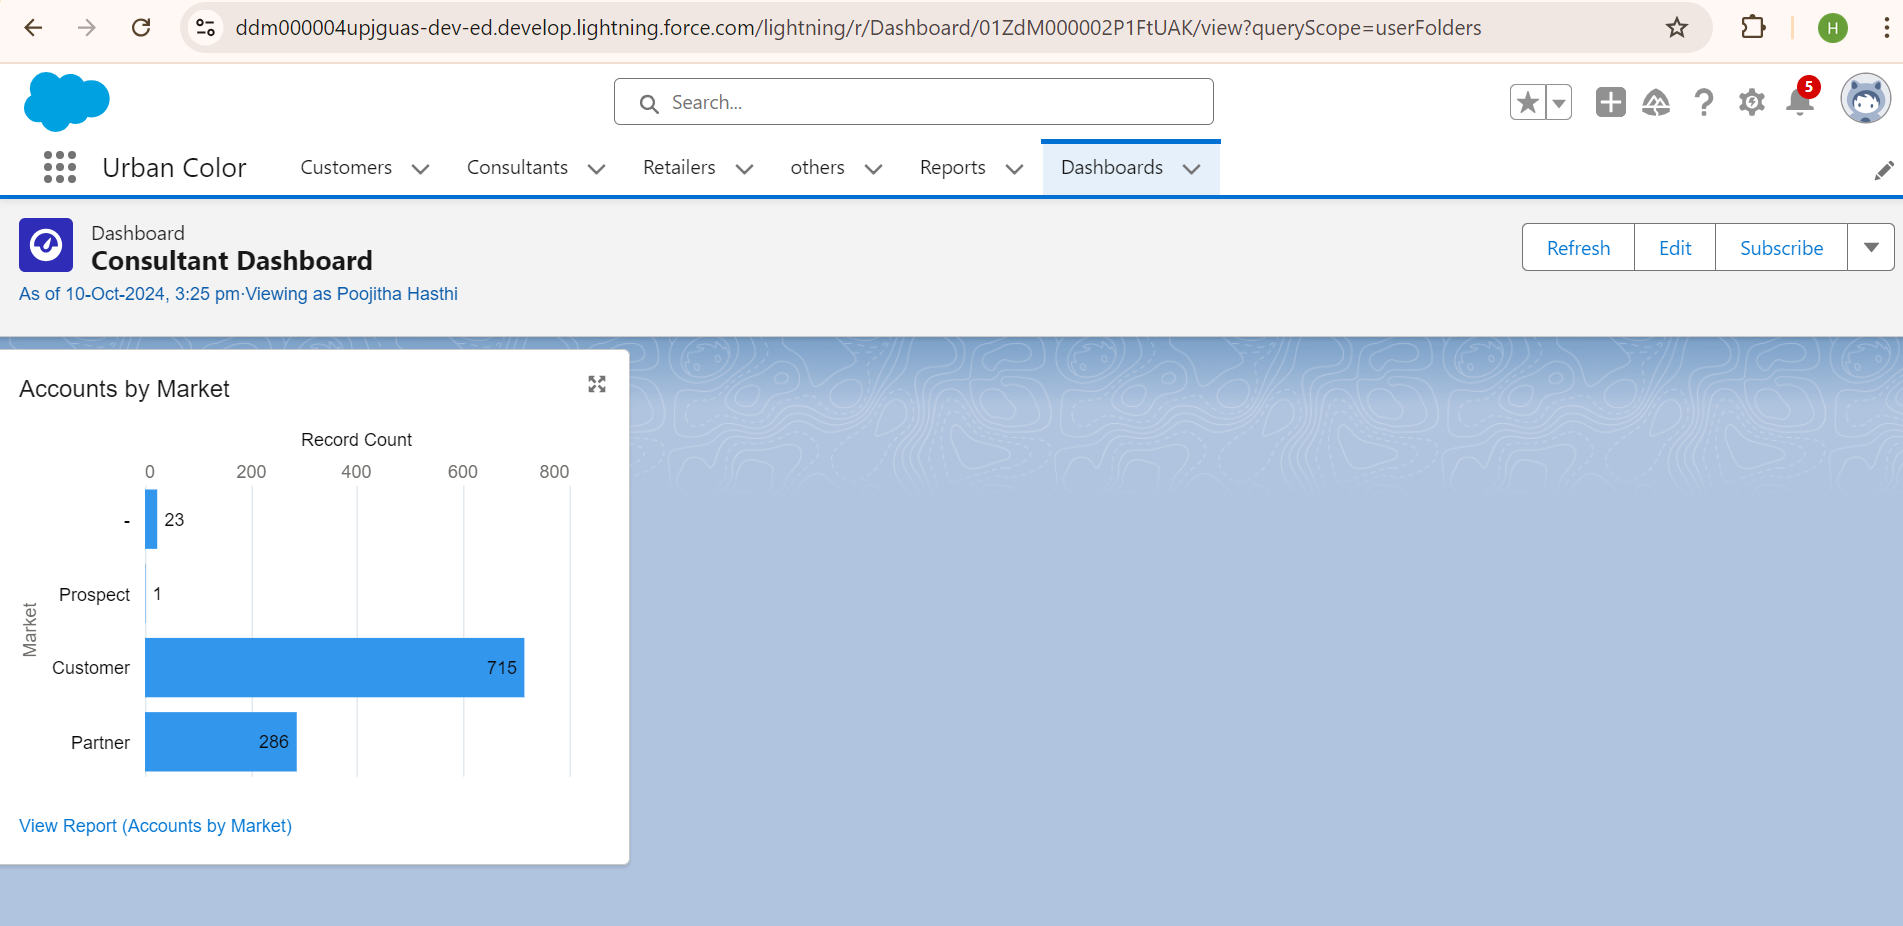 ddm000004upjguas-dev-ed.develop.lightning.force.com/lightning/r/Dashboard/01ZdM000002P1FtUAK/view?queryScope=userFolders
H
Search...
5
Urban Color
Customers
Consultants
Retailers
others
Reports
Dashboards
Dashboard
Consultant Dashboard
As of 10-Oct-2024, 3:25 pm·Viewing as Poojitha Hasthi
Refresh
Edit
Subscribe
Accounts by Market
Record Count
0 200 400 600 800
- 23
Prospect 1
Market
Customer 715
Partner 286
View Report (Accounts by Market)